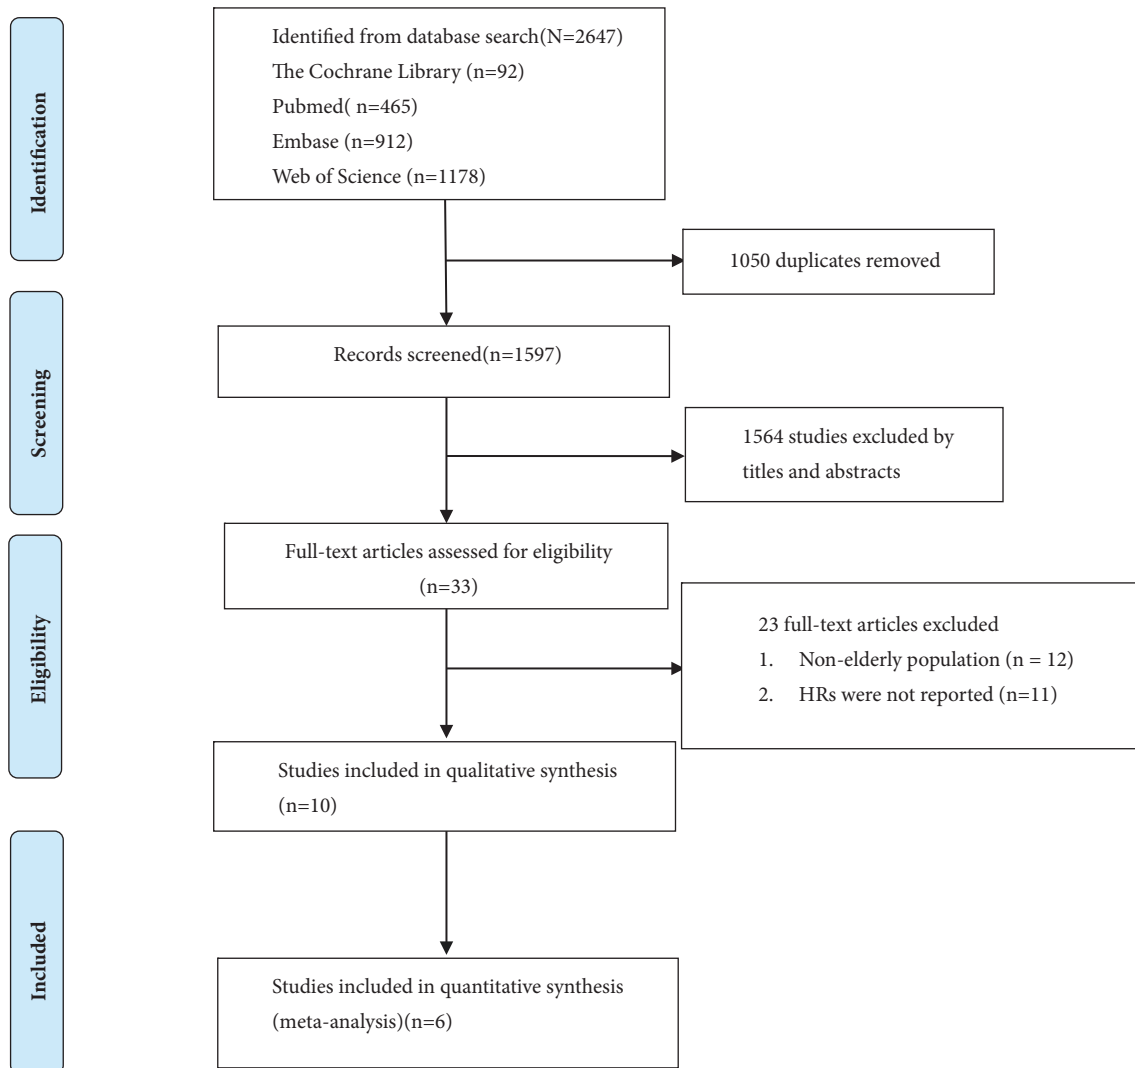 Identification
Identified from database search(N=2647)
The Cochrane Library (n=92)
Pubmed( n=465)
Embase (n=912)
Web of Science (n=1178)
1050 duplicates removed
Screening
Records screened(n=1597)
1564 studies excluded by
titles and abstracts
Eligibility
Full-text articles assessed for eligibility
(n=33)
23 full-text articles excluded
1. Non-elderly population (n = 12)
2. HRs were not reported (n=11)
Studies included in qualitative synthesis
(n=10)
Included
Studies included in quantitative synthesis
(meta-analysis)(n=6)